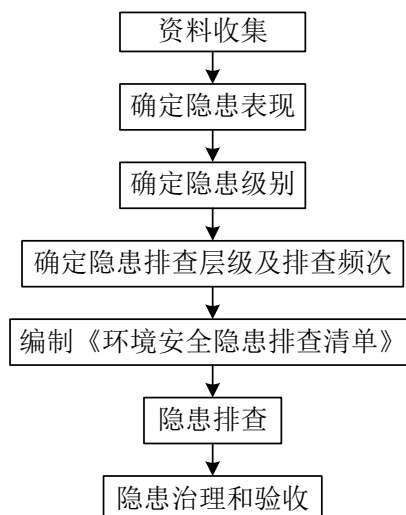 资料收集
确定隐患表现
确定隐患级别
确定隐患排查层级及排查频次
编制《环境安全隐患排查清单》
隐患排查
隐患治理和验收